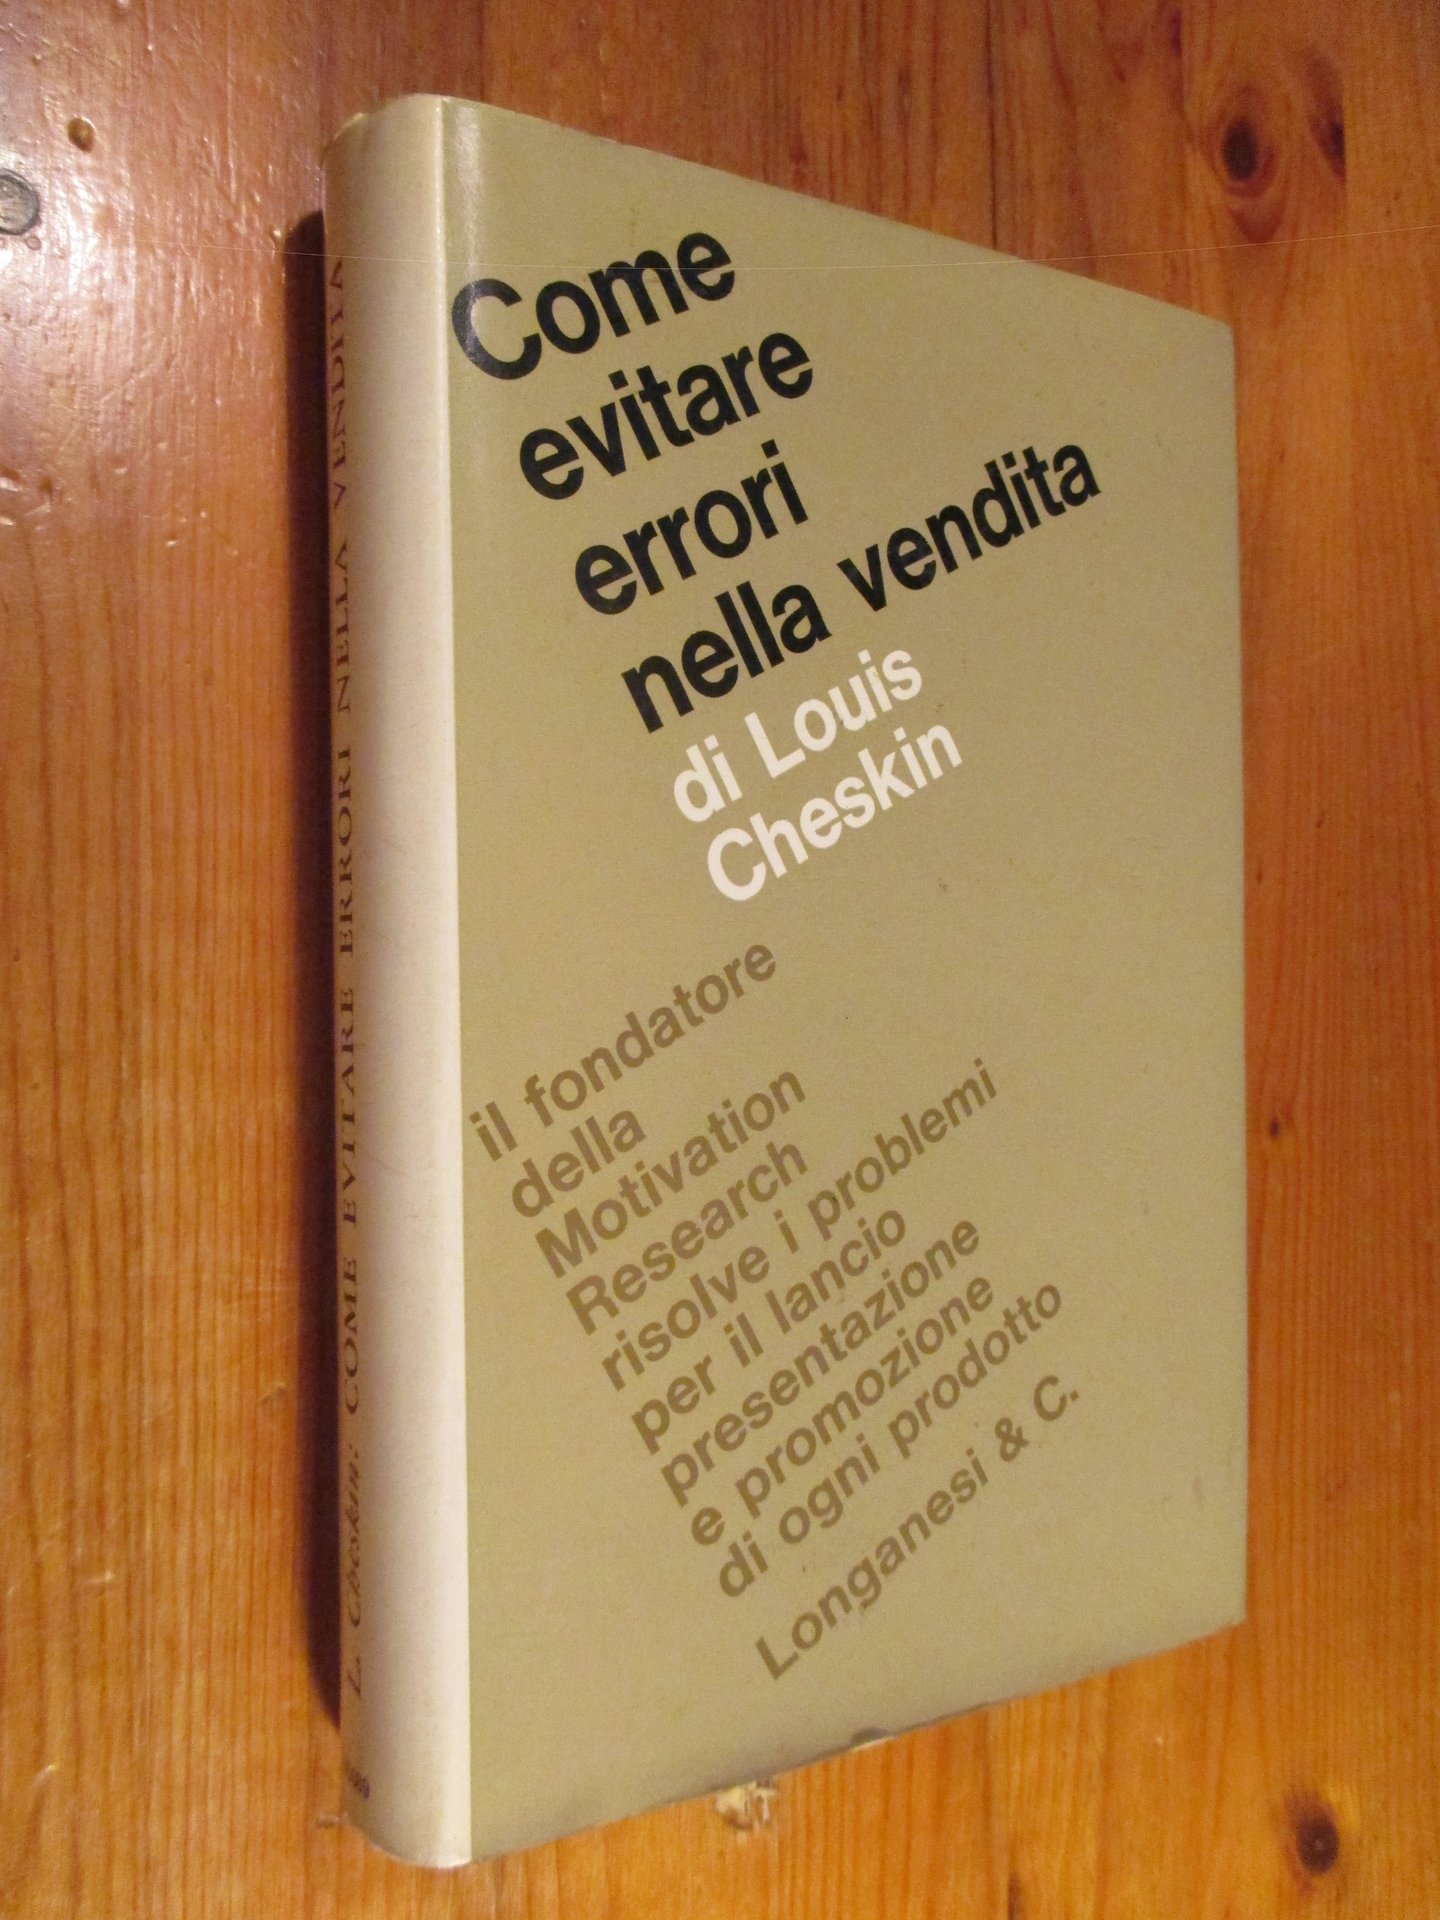 Come
evitare
errori
nella vendita
di Louis
Cheskin
il fondatore
della
Motivation
Research
risolve i problemi
per il lancio
presentazione
e promozione
di ogni prodotto
Longanesi & C.
L. Cheskin: COME EVITARE ERRORI NELLA VENDITA